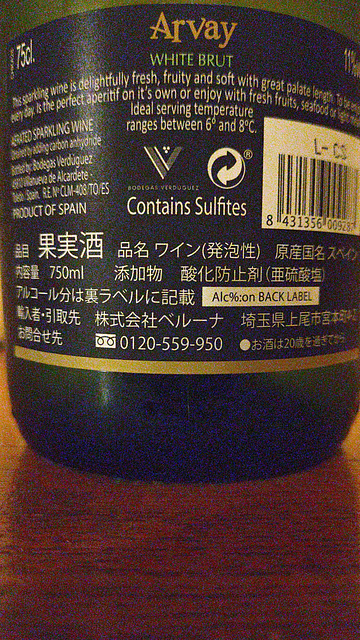 Arvay
75cl.
WHITE BRUT
11%
This sparkling wine is delightfully fresh, fruity and soft with great palate length. To be
every day. Is the perfect aperitif on it's own or enjoy with fresh fruits, seafood or light
Ideal serving temperature
ranges between 6º and 8ºC.
AERATED SPARKLING WINE
Obtained by adding carbon anhydride
Bottled by: Bodegas Verduguez
Villanueva de Alcardete -
Toledo. Spain. R.E. Nº CLM-408/TO/ES
PRODUCT OF SPAIN
BODEGAS VERDUGUEZ
®
Contains Sulfites
L-C3
8 431356 009287
品目 果実酒 品名 ワイン(発泡性) 原産国名 スペイン
内容量 750ml 添加物 酸化防止剤(亜硫酸塩)
アルコール分は裏ラベルに記載 Alc%:on BACK LABEL
輸入者・引取先 株式会社ベルーナ 埼玉県上尾市宮本町4-2
お問合せ先 0120-559-950 ●お酒は20歳を過ぎてから